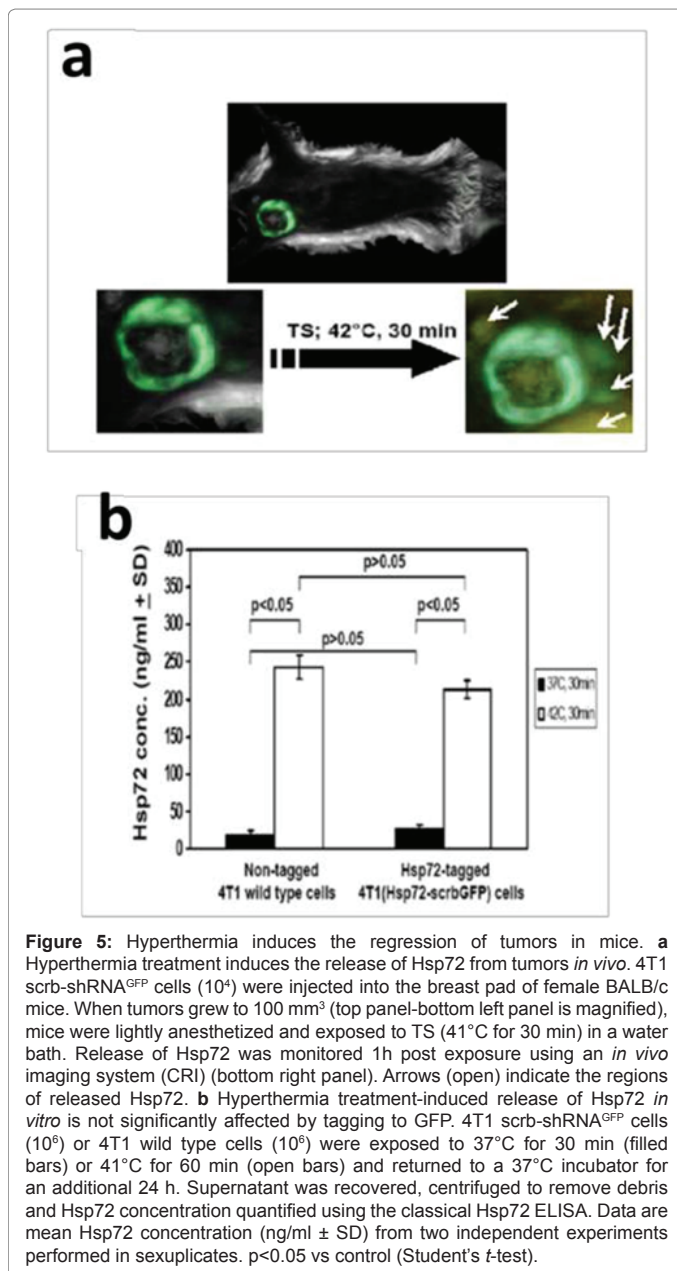 a
TS; 42°C, 30 min
b
Hsp72 conc. (ng/ml ± SD)
400
350
300
250
200
150
100
50
0
p>0.05
p<0.05
p<0.05
p>0.05
37C, 30min
42C, 30min
Non-tagged
4T1 wild type cells
Hsp72-tagged
4T1(Hsp72-scrbGFP) cells
Figure 5: Hyperthermia induces the regression of tumors in mice. a
Hyperthermia treatment induces the release of Hsp72 from tumors in vivo. 4T1
scrb-shRNA^GFP cells (10⁴) were injected into the breast pad of female BALB/c
mice. When tumors grew to 100 mm³ (top panel-bottom left panel is magnified),
mice were lightly anesthetized and exposed to TS (41°C for 30 min) in a water
bath. Release of Hsp72 was monitored 1h post exposure using an in vivo
imaging system (CRI) (bottom right panel). Arrows (open) indicate the regions
of released Hsp72. b Hyperthermia treatment-induced release of Hsp72 in
vitro is not significantly affected by tagging to GFP. 4T1 scrb-shRNA^GFP cells
(10⁶) or 4T1 wild type cells (10⁶) were exposed to 37°C for 30 min (filled
bars) or 41°C for 60 min (open bars) and returned to a 37°C incubator for
an additional 24 h. Supernatant was recovered, centrifuged to remove debris
and Hsp72 concentration quantified using the classical Hsp72 ELISA. Data are
mean Hsp72 concentration (ng/ml ± SD) from two independent experiments
performed in sexuplicates. p<0.05 vs control (Student's t-test).